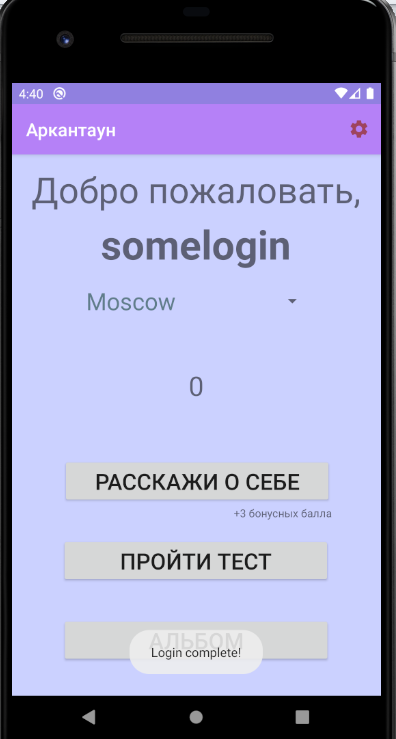 4:40
Аркантаун
Добро пожаловать,
somelogin
Moscow
0
РАССКАЖИ О СЕБЕ
+3 бонусных балла
ПРОЙТИ ТЕСТ
АЛЬБОМ
Login complete!